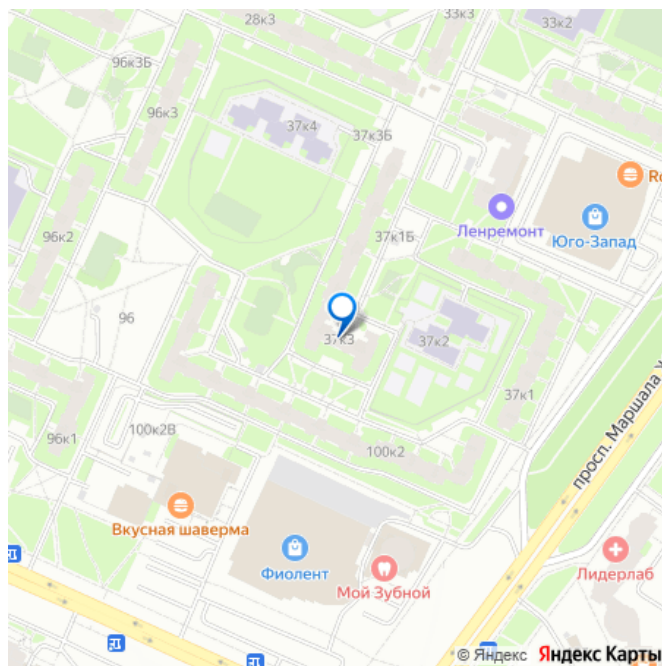 28к3
33к3
33к2
96к3Б
96к3
37к4
37к3Б
Ленремонт
Юго-Запад
37к1Б
96к2
96
37к3
37к2
37к1
просп. Маршала
100к2В
96к1
100к2
Вкусная шаверма
Фиолент
Мой Зубной
Лидерлаб
© Яндекс Яндекс Карты